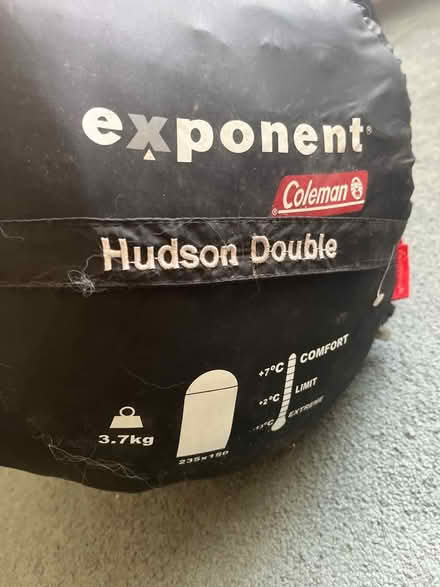 exponent®
Coleman®
Hudson Double
+7°C COMFORT
+2°C LIMIT
EXTREME
3.7kg
235x150